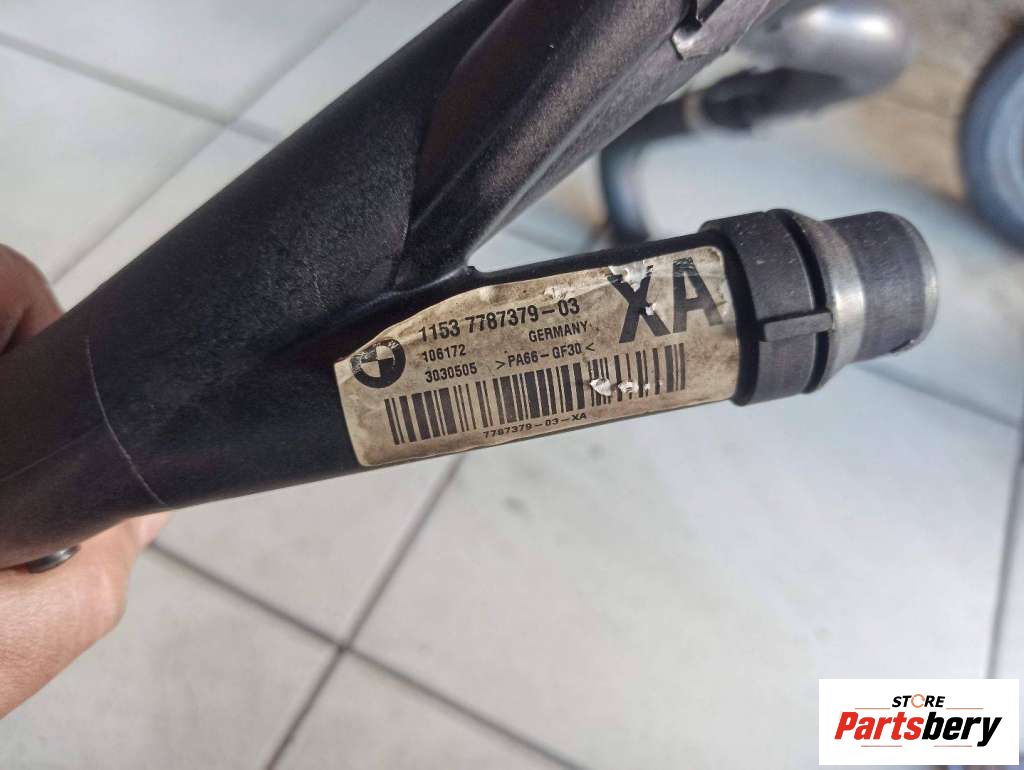 1153 7787379-03
GERMANY
XA
106172
3030505 >PA66-GF30<
7787379-03-XA
STORE
Partsbery